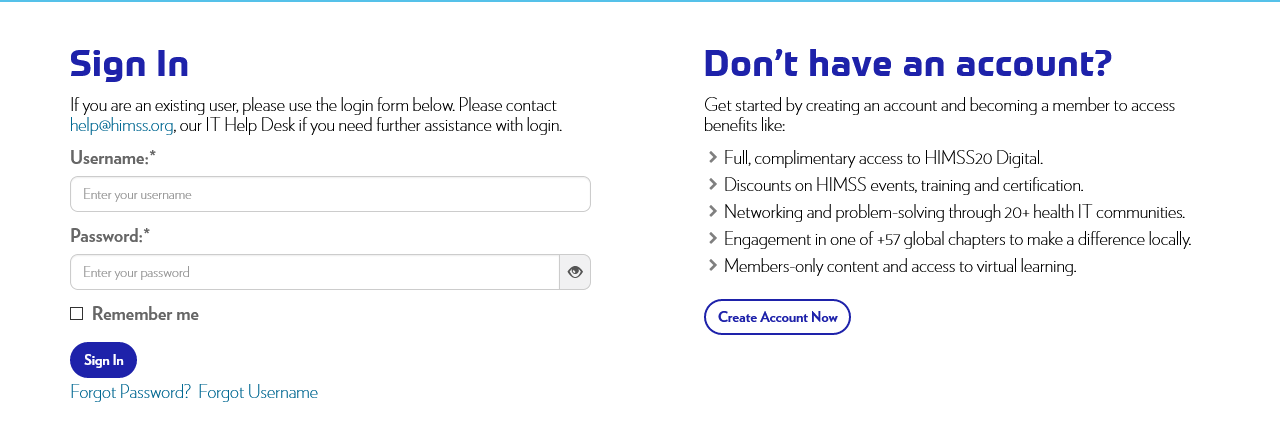 Sign In
If you are an existing user, please use the login form below. Please contact
help@himss.org, our IT Help Desk if you need further assistance with login.
Username:*
Enter your username
Password:*
Enter your password
Remember me
Sign In
Forgot Password? Forgot Username
Don't have an account?
Get started by creating an account and becoming a member to access
benefits like:
Full, complimentary access to HIMSS20 Digital.
Discounts on HIMSS events, training and certification.
Networking and problem-solving through 20+ health IT communities.
Engagement in one of +57 global chapters to make a difference locally.
Members-only content and access to virtual learning.
Create Account Now